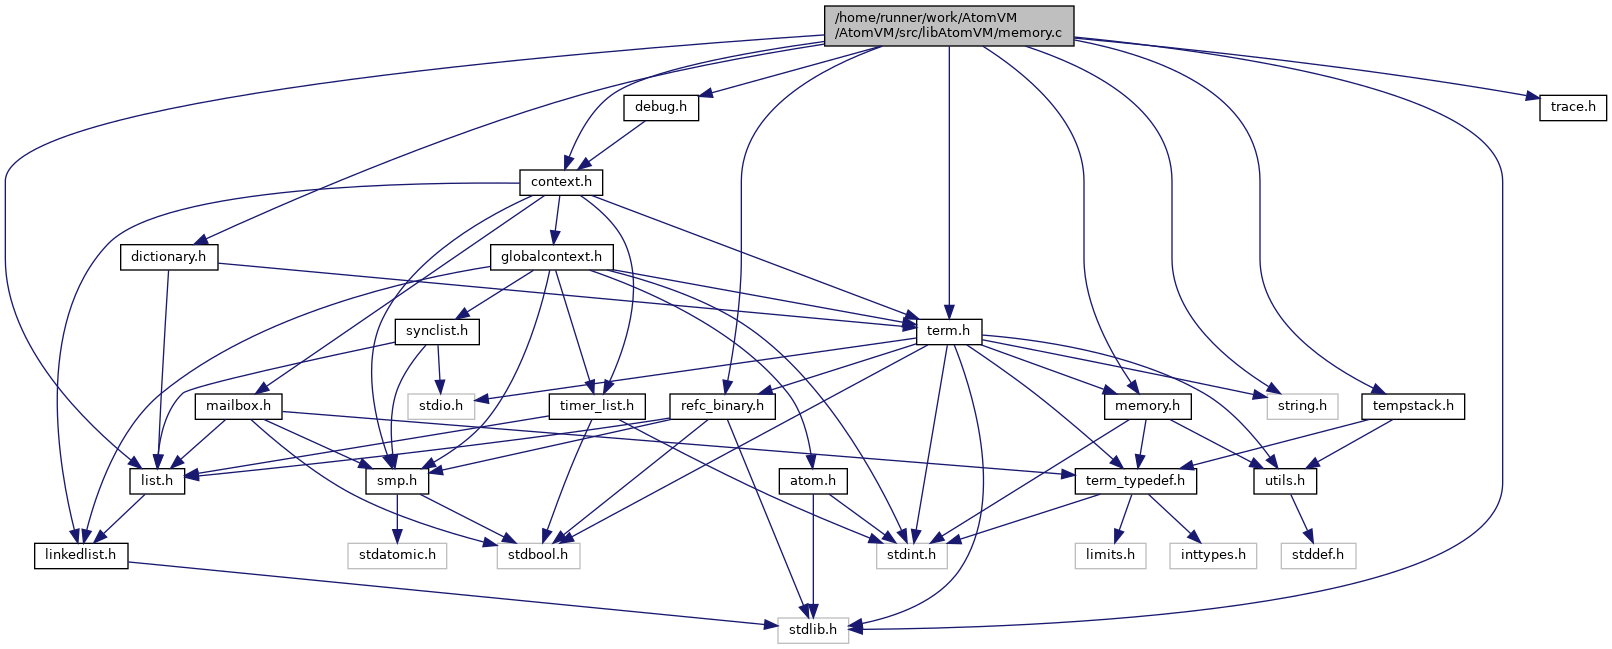 /home/runner/work/AtomVM
/AtomVM/src/libAtomVM/memory.c
debug.h
trace.h
context.h
dictionary.h
globalcontext.h
synclist.h
term.h
mailbox.h
stdio.h
timer_list.h
refc_binary.h
memory.h
string.h
tempstack.h
list.h
smp.h
atom.h
term_typedef.h
utils.h
linkedlist.h
stdatomic.h
stdbool.h
stdint.h
limits.h
inttypes.h
stddef.h
stdlib.h